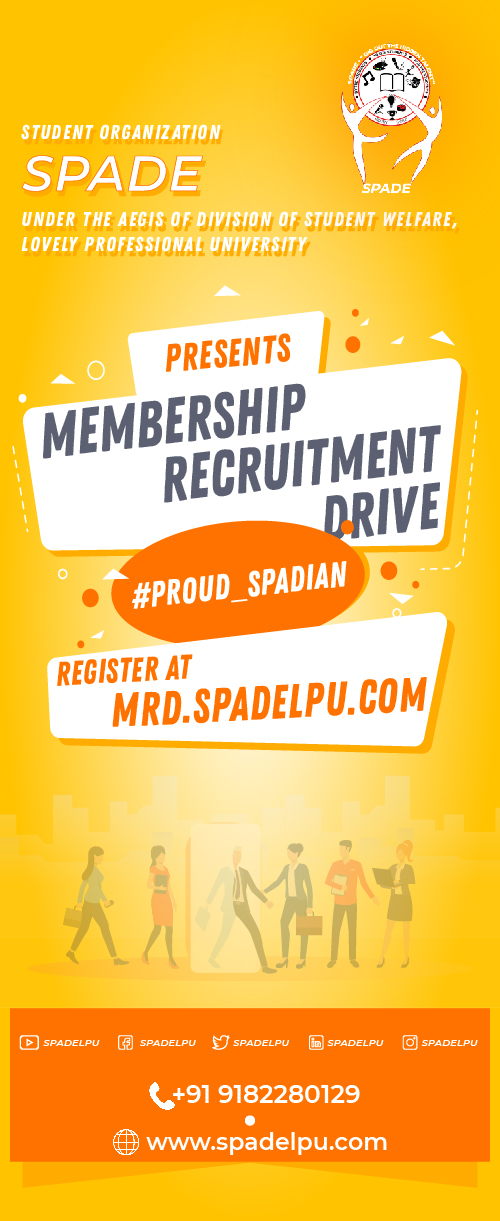 STUDENT ORGANIZATION
SPADE
UNDER THE AEGIS OF DIVISION OF STUDENT WELFARE,
LOVELY PROFESSIONAL UNIVERSITY
SPADE
PRESENTS
MEMBERSHIP
RECRUITMENT
DRIVE
#PROUD_SPADIAN
REGISTER AT
MRD.SPADELPU.COM
SPADELPU SPADELPU SPADELPU SPADELPU SPADELPU
+91 9182280129
www.spadelpu.com